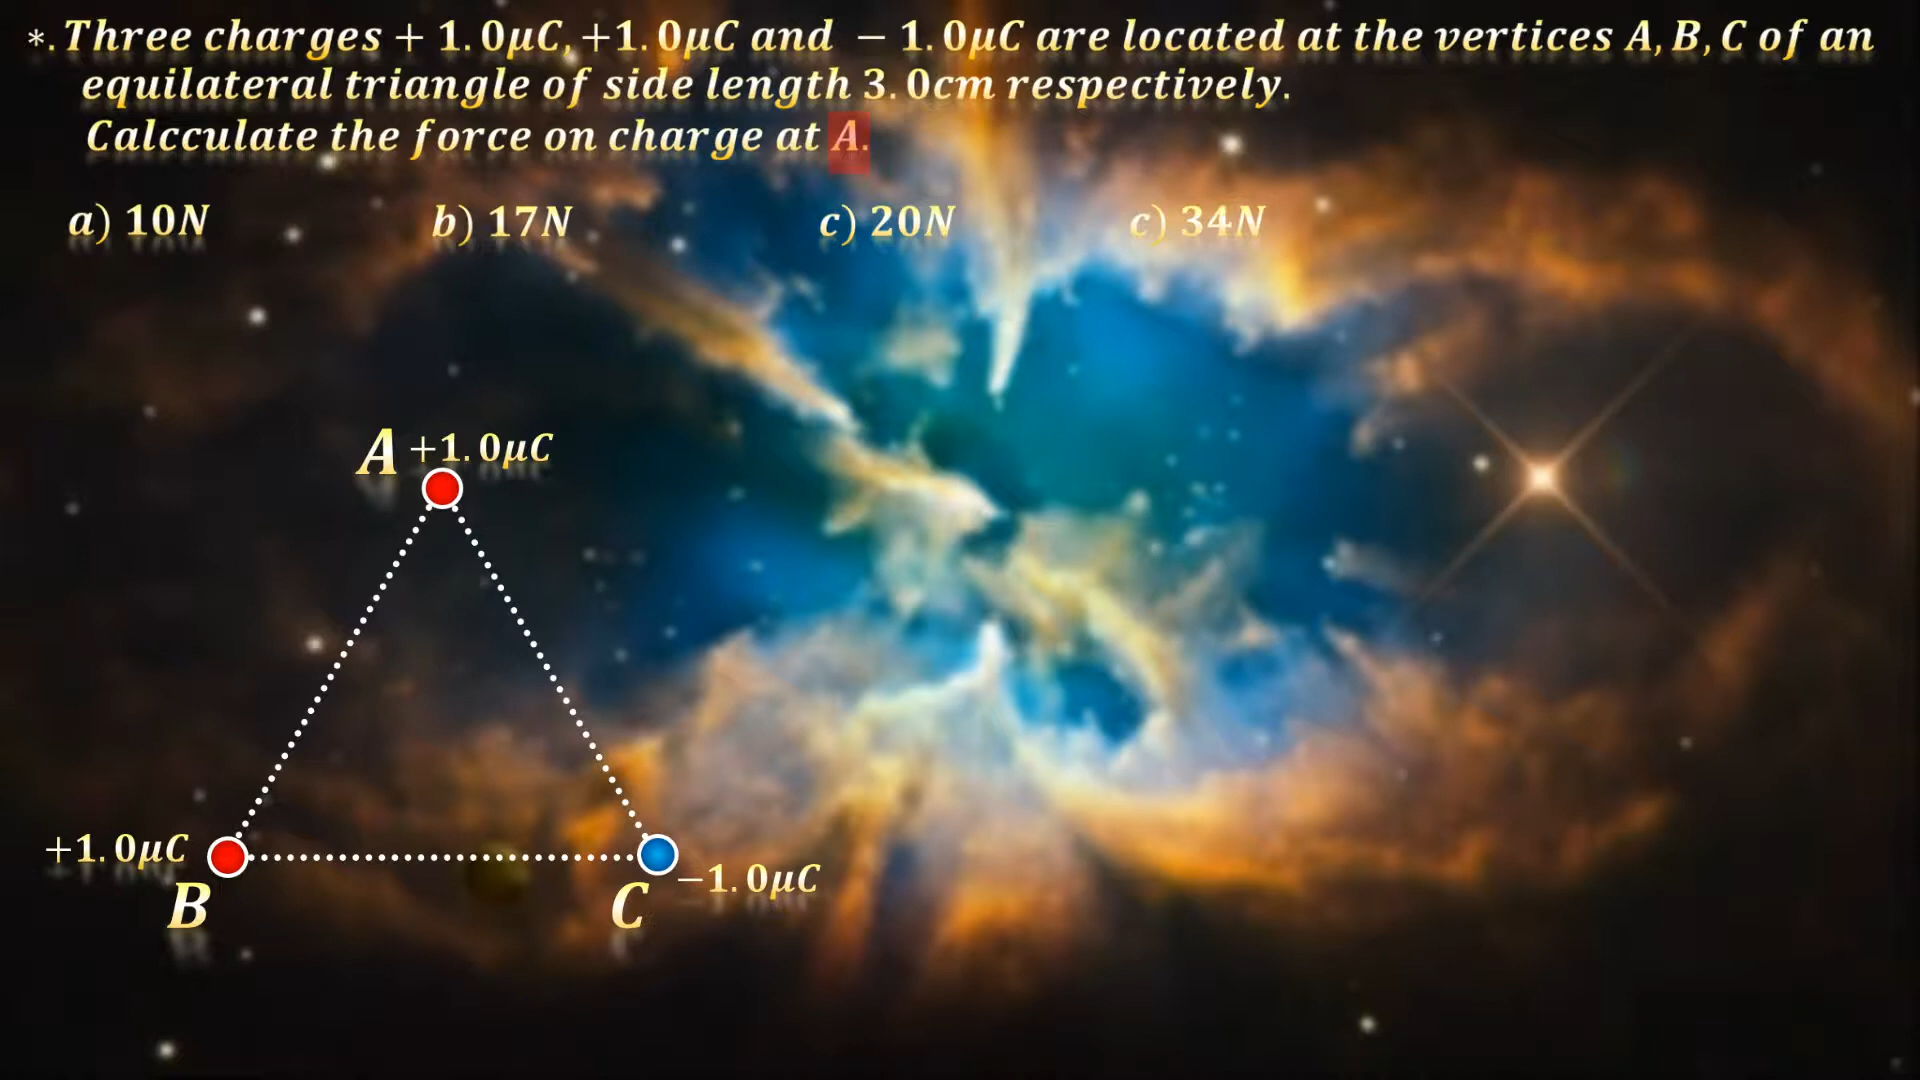 *. Three charges + 1.0μC, +1.0μC and − 1.0μC are located at the vertices A, B, C of an
equilateral triangle of side length 3.0cm respectively.
Calcculate the force on charge at A.
a) 10N b) 17N c) 20N c) 34N
A +1.0μC
+1.0μC
B
C
−1.0μC